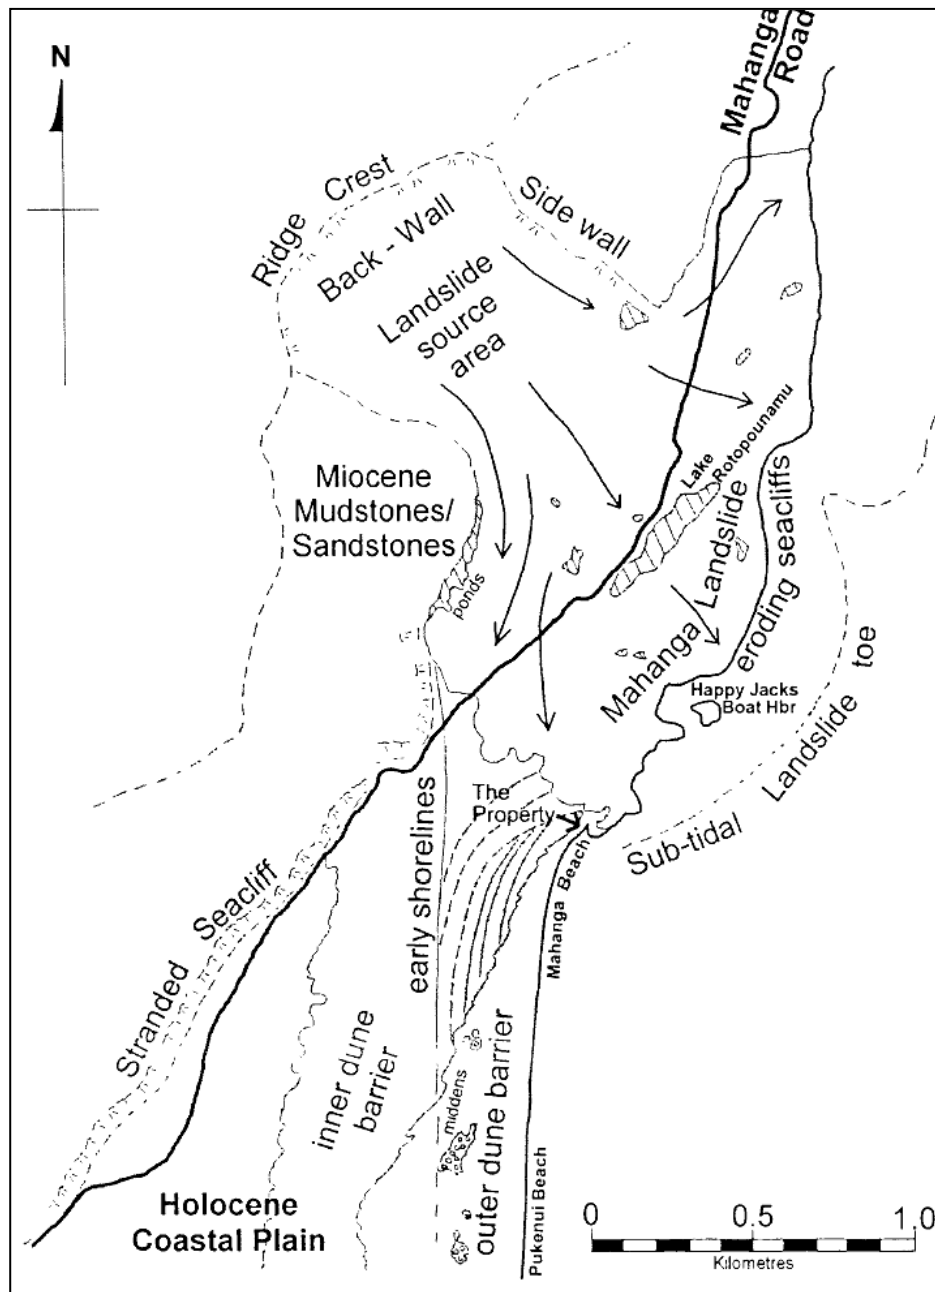 N
Mahanga
Road
Ridge Crest
Side wall
Back - Wall
Landslide
source
area
Miocene
Mudstones/
Sandstones
ponds
Lake
Rotopounamu
Mahanga Landslide
eroding seacliffs
Happy Jacks
Boat Hbr
Sub-tidal Landslide toe
The
Property
Mahanga Beach
early shorelines
Stranded Seacliff
inner dune
barrier
middens
outer dune barrier
Pukenui Beach
Holocene
Coastal Plain
0 0.5 1.0
Kilometres